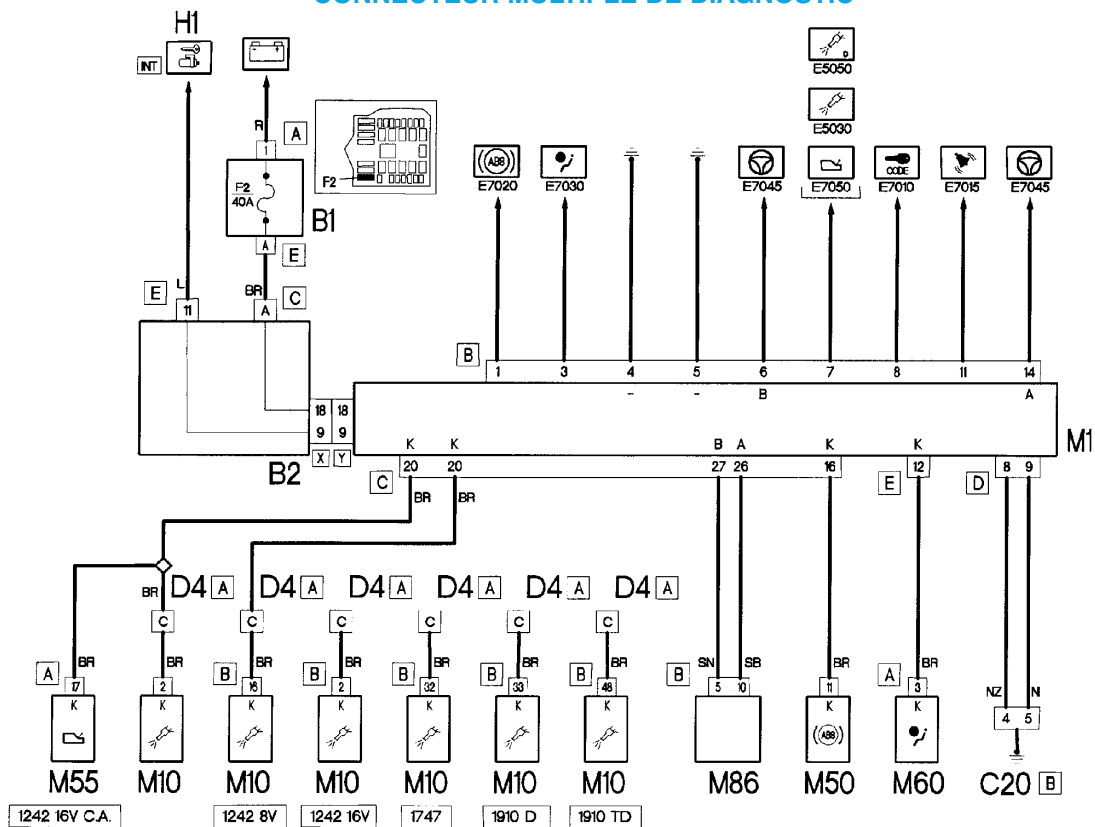 CONNECTEUR MULTIPLE DE DIAGNOSTIC
H1
INT
R
A
1
F2
40A
F2
B1
A
E
L
BR
E
11
A
C
B2
18 18
9 9
X Y
D
E5050
E5030
ABS
E7020
E7030
E7045
E7050
CODE
E7010
E7015
E7045
B
1 3 4 5 6 7 8 11 14
- - B A
M1
K K B A K K
C
20 20 27 26 16
E
12
D
8 9
BR BR
BR
D4 A D4 A D4 A D4 A D4 A D4 A
C C C C C C
A BR BR B BR B BR B BR B BR B BR B SN SB BR A BR NZ N
17 2 16 2 32 33 48 5 10 11 3 4 5
K K K K K K K K K
ABS
M55 M10 M10 M10 M10 M10 M10 M86 M50 M60 C20 B
1242 16V C.A. 1242 8V 1242 16V 1747 1910 D 1910 TD